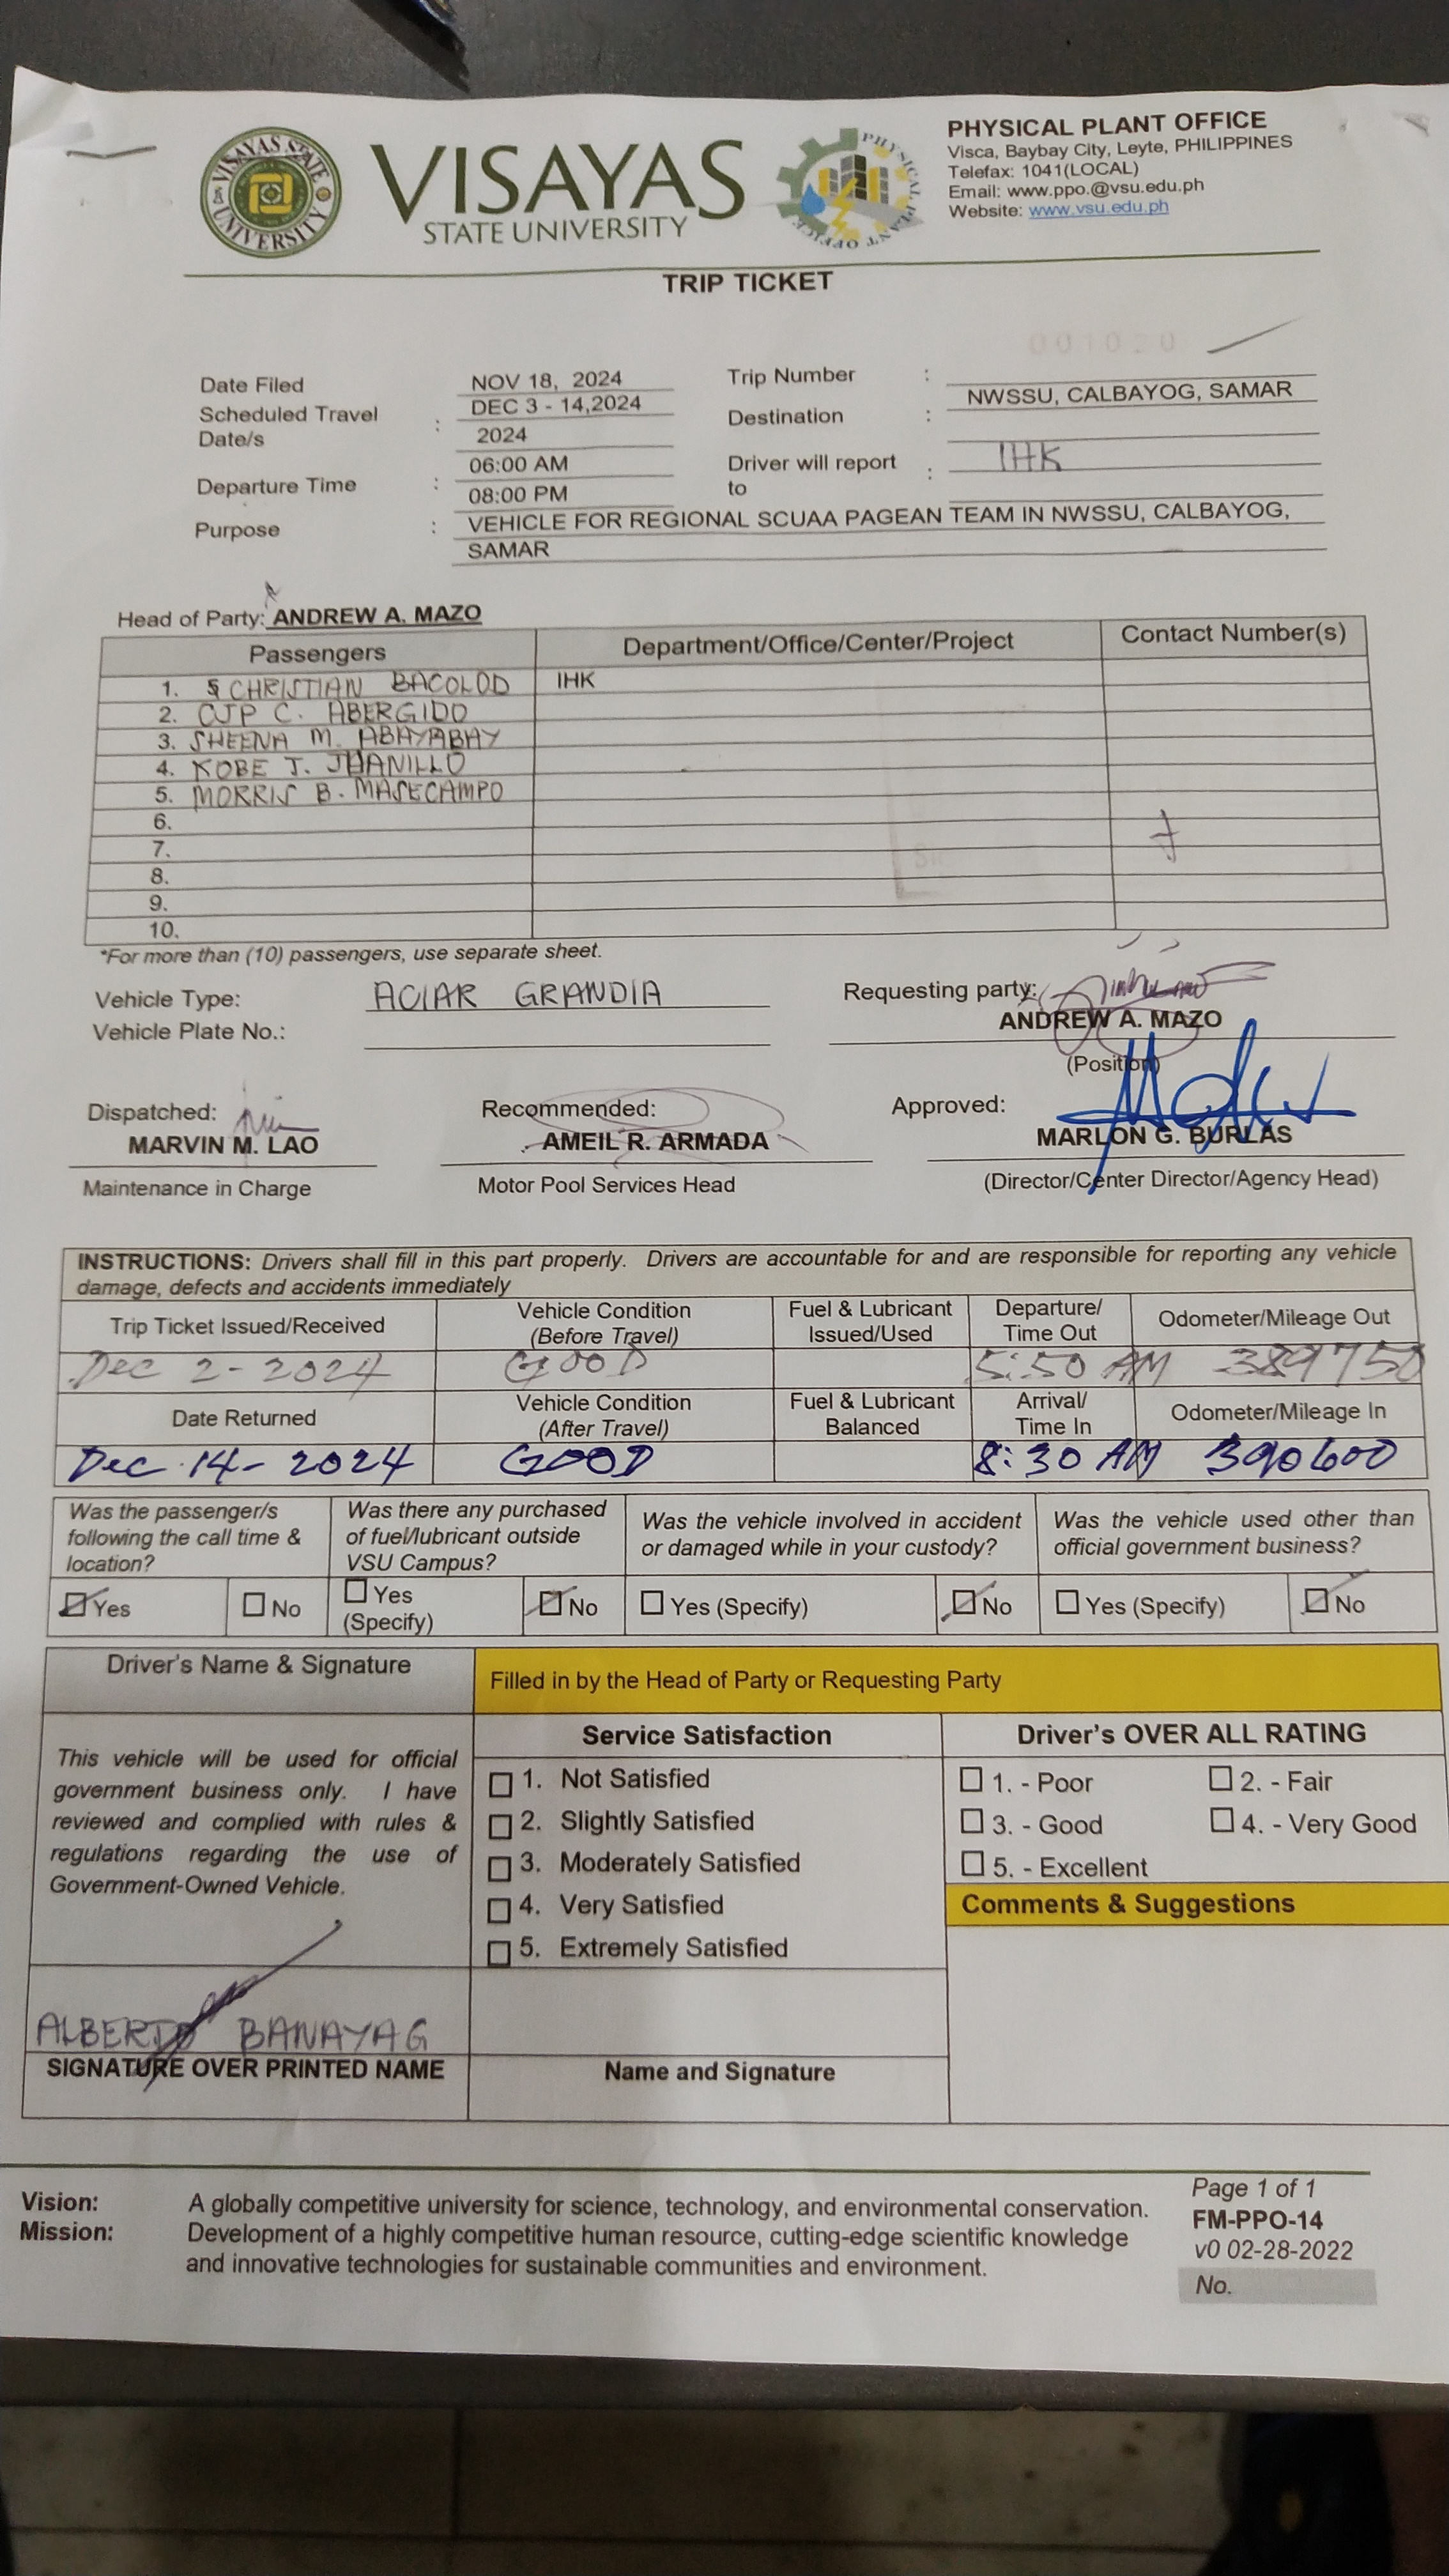 VISAYAS STATE UNIVERSITY
VISAYAS
STATE UNIVERSITY
PHYSICAL PLANT OFFICE
PHYSICAL PLANT OFFICE
Visca, Baybay City, Leyte, PHILIPPINES
Telefax: 1041(LOCAL)
Email: www.ppo.@vsu.edu.ph
Website: www.vsu.edu.ph
TRIP TICKET
001020
Date Filed NOV 18, 2024 Trip Number :
Scheduled Travel Date/s : DEC 3 - 14,2024 2024 Destination : NWSSU, CALBAYOG, SAMAR
Departure Time : 06:00 AM 08:00 PM Driver will report to : IHK
Purpose : VEHICLE FOR REGIONAL SCUAA PAGEAN TEAM IN NWSSU, CALBAYOG,
SAMAR
Head of Party: ANDREW A. MAZO
Passengers Department/Office/Center/Project Contact Number(s)
1. CHRISTIAN BACOLOD IHK
2. CJP C. ABERGIDO
3. SHEENA M. ABAYABAY
4. KOBE J. JUANILLO
5. MORRIS B. MASECAMPO
6.
7.
8.
9.
10.
*For more than (10) passengers, use separate sheet.
Vehicle Type: ACIAR GRANDIA Requesting party:
Vehicle Plate No.: ANDREW A. MAZO
(Position)
Dispatched: Recommended: Approved:
MARVIN M. LAO AMEIL R. ARMADA MARLON G. BURLAS
Maintenance in Charge Motor Pool Services Head (Director/Center Director/Agency Head)
INSTRUCTIONS: Drivers shall fill in this part properly. Drivers are accountable for and are responsible for reporting any vehicle
damage, defects and accidents immediately
Trip Ticket Issued/Received Vehicle Condition (Before Travel) Fuel & Lubricant Issued/Used Departure/ Time Out Odometer/Mileage Out
Dec 2-2024 GOOD 5:50 AM 389750
Date Returned Vehicle Condition (After Travel) Fuel & Lubricant Balanced Arrival/ Time In Odometer/Mileage In
Dec 14-2024 GOOD 8:30 AM 390600
Was the passenger/s following the call time & location? Was there any purchased of fuel/lubricant outside VSU Campus? Was the vehicle involved in accident or damaged while in your custody? Was the vehicle used other than official government business?
Yes No Yes (Specify) No Yes (Specify) No Yes (Specify) No
Driver's Name & Signature Filled in by the Head of Party or Requesting Party
This vehicle will be used for official
government business only. I have
reviewed and complied with rules &
regulations regarding the use of
Government-Owned Vehicle.
ALBERTO BANAYAG
SIGNATURE OVER PRINTED NAME
Service Satisfaction
1. Not Satisfied
2. Slightly Satisfied
3. Moderately Satisfied
4. Very Satisfied
5. Extremely Satisfied
Name and Signature
Driver's OVER ALL RATING
1. - Poor 2. - Fair
3. - Good 4. - Very Good
5. - Excellent
Comments & Suggestions
Vision: A globally competitive university for science, technology, and environmental conservation.
Mission: Development of a highly competitive human resource, cutting-edge scientific knowledge
and innovative technologies for sustainable communities and environment.
Page 1 of 1
FM-PPO-14
v0 02-28-2022
No.